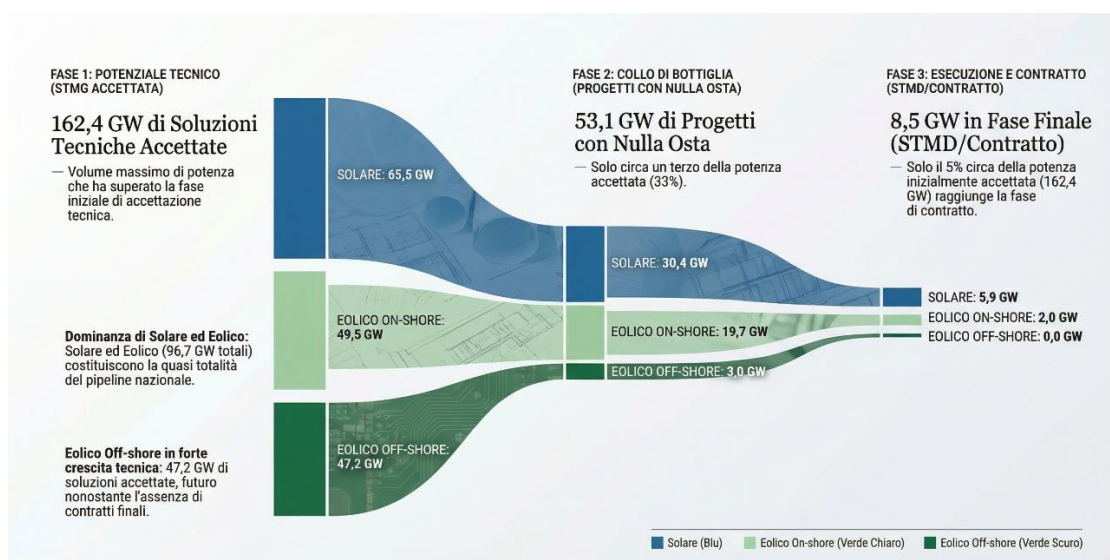 FASE 1: POTENZIALE TECNICO
(STMG ACCETTATA)
162,4 GW di Soluzioni
Tecniche Accettate
— Volume massimo di potenza
che ha superato la fase
iniziale di accettazione
tecnica.
Dominanza di Solare ed Eolico:
Solare ed Eolico (96,7 GW totali)
costituiscono la quasi totalità
del pipeline nazionale.
Eolico Off-shore in forte
crescita tecnica: 47,2 GW di
soluzioni accettate, futuro
nonostante l'assenza di
contratti finali.
SOLARE: 65,5 GW
EOLICO ON-SHORE:
49,5 GW
EOLICO OFF-SHORE:
47,2 GW
FASE 2: COLLO DI BOTTIGLIA
(PROGETTI CON NULLA OSTA)
53,1 GW di Progetti
con Nulla Osta
— Solo circa un terzo della potenza
accettata (33%).
SOLARE: 30,4 GW
EOLICO ON-SHORE: 19,7 GW
EOLICO OFF-SHORE: 3,0 GW
FASE 3: ESECUZIONE E CONTRATTO
(STMD/CONTRATTO)
8,5 GW in Fase Finale
(STMD/Contratto)
— Solo il 5% circa della potenza
inizialmente accettata (162,4
GW) raggiunge la fase
di contratto.
SOLARE: 5,9 GW
EOLICO ON-SHORE: 2,0 GW
EOLICO OFF-SHORE: 0,0 GW
Solare (Blu)
Eolico On-shore (Verde Chiaro)
Eolico Off-shore (Verde Scuro)